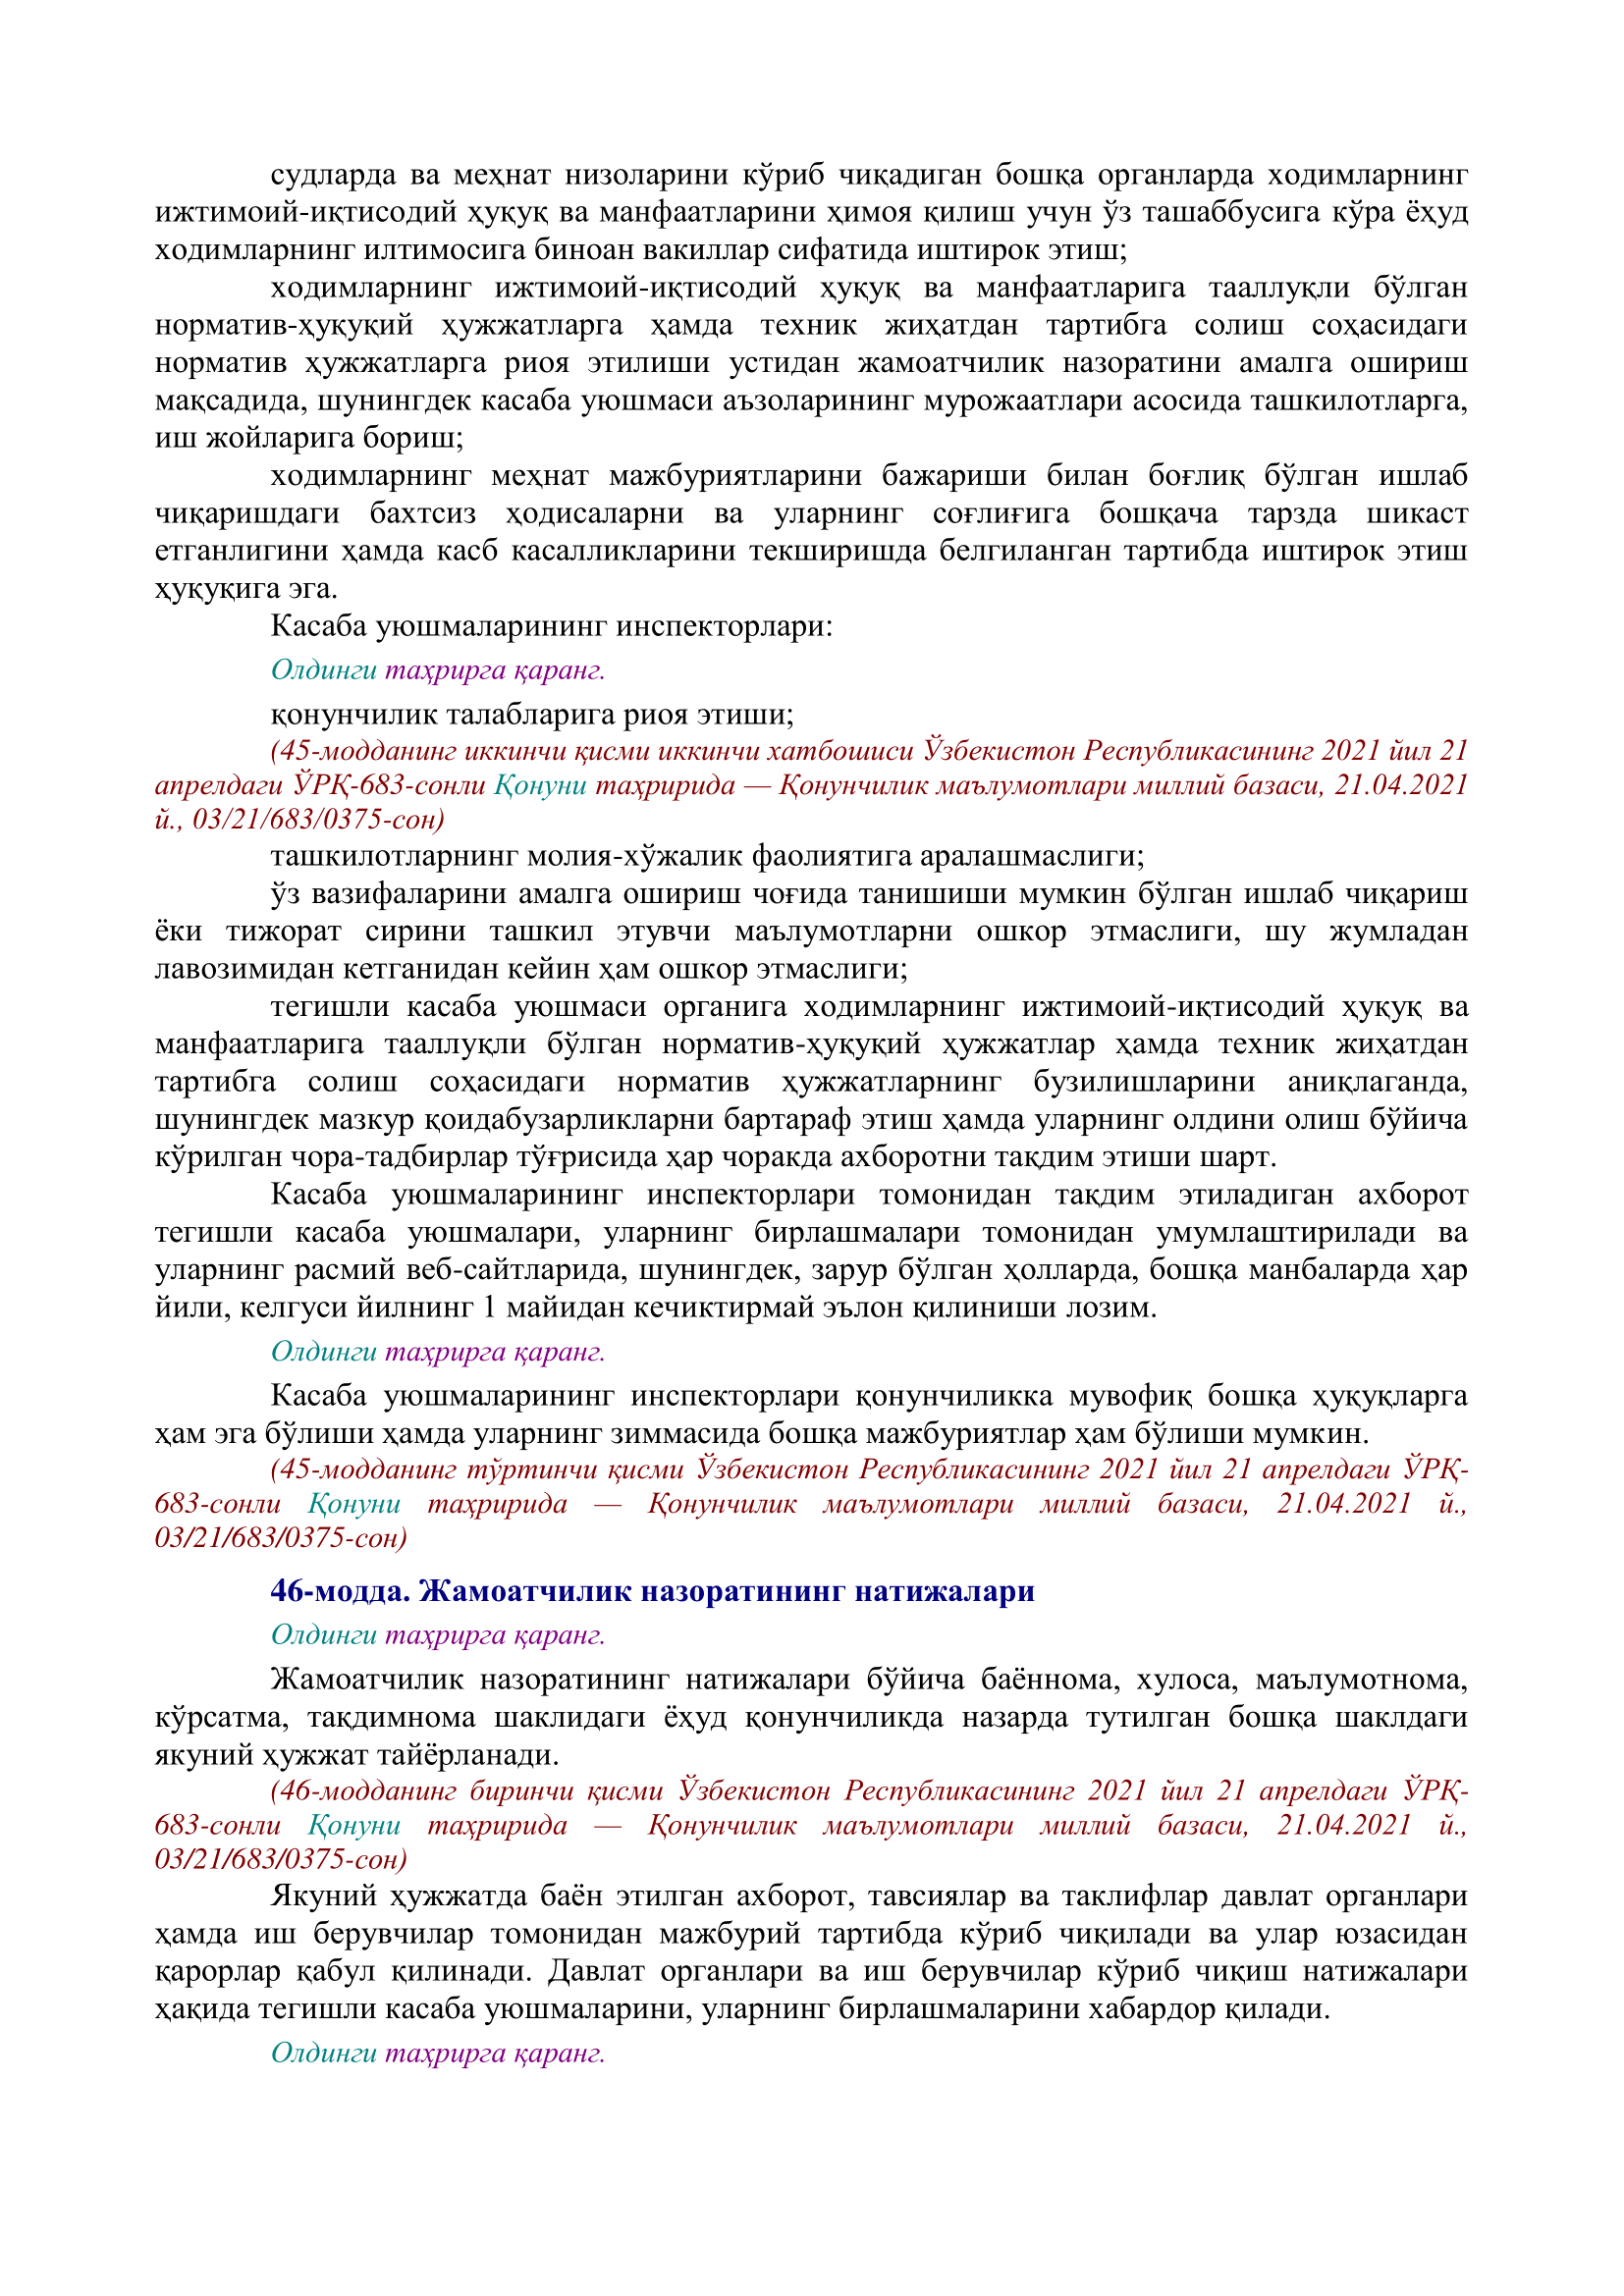 судларда ва меҳнат низоларини кўриб чиқадиган бошқа органларда ходимларнинг
ижтимоий-иқтисодий ҳуқуқ ва манфаатларини ҳимоя қилиш учун ўз ташаббусига кўра ёҳуд
ходимларнинг илтимосига биноан вакиллар сифатида иштирок этиш;
ходимларнинг ижтимоий-иқтисодий ҳуқуқ ва манфаатларига тааллуқли бўлган
норматив-ҳуқуқий ҳужжатларга ҳамда техник жиҳатдан тартибга солиш соҳасидаги
норматив ҳужжатларга риоя этилиши устидан жамоатчилик назоратини амалга ошириш
мақсадида, шунингдек касаба уюшмаси аъзоларининг мурожаатлари асосида ташкилотларга,
иш жойларига бориш;
ходимларнинг меҳнат мажбуриятларини бажариши билан боғлиқ бўлган ишлаб
чиқаришдаги бахтсиз ҳодисаларни ва уларнинг соғлиғига бошқача тарзда шикаст
етганлигини ҳамда касб касалликларини текширишда белгиланган тартибда иштирок этиш
ҳуқуқига эга.
Касаба уюшмаларининг инспекторлари:
Олдинги таҳрирга қаранг.
қонунчилик талабларига риоя этиши;
(45-модданинг иккинчи қисми иккинчи хатбошиси Ўзбекистон Республикасининг 2021 йил 21
апрелдаги ЎРҚ-683-сонли Қонуни таҳририда — Қонунчилик маълумотлари миллий базаси, 21.04.2021
й., 03/21/683/0375-сон)
ташкилотларнинг молия-хўжалик фаолиятига аралашмаслиги;
ўз вазифаларини амалга ошириш чоғида танишиши мумкин бўлган ишлаб чиқариш
ёки тижорат сирини ташкил этувчи маълумотларни ошкор этмаслиги, шу жумладан
лавозимидан кетганидан кейин ҳам ошкор этмаслиги;
тегишли касаба уюшмаси органига ходимларнинг ижтимоий-иқтисодий ҳуқуқ ва
манфаатларига тааллуқли бўлган норматив-ҳуқуқий ҳужжатлар ҳамда техник жиҳатдан
тартибга солиш соҳасидаги норматив ҳужжатларнинг бузилишларини аниқлаганда,
шунингдек мазкур қоидабузарликларни бартараф этиш ҳамда уларнинг олдини олиш бўйича
кўрилган чора-тадбирлар тўғрисида ҳар чоракда ахборотни тақдим этиши шарт.
Касаба уюшмаларининг инспекторлари томонидан тақдим этиладиган ахборот
тегишли касаба уюшмалари, уларнинг бирлашмалари томонидан умумлаштирилади ва
уларнинг расмий веб-сайтларида, шунингдек, зарур бўлган ҳолларда, бошқа манбаларда ҳар
йили, келгуси йилнинг 1 майидан кечиктирмай эълон қилиниши лозим.
Олдинги таҳрирга қаранг.
Касаба уюшмаларининг инспекторлари қонунчиликка мувофиқ бошқа ҳуқуқларга
ҳам эга бўлиши ҳамда уларнинг зиммасида бошқа мажбуриятлар ҳам бўлиши мумкин.
(45-модданинг тўртинчи қисми Ўзбекистон Республикасининг 2021 йил 21 апрелдаги ЎРҚ-
683-сонли Қонуни таҳририда — Қонунчилик маълумотлари миллий базаси, 21.04.2021 й.,
03/21/683/0375-сон)
46-модда. Жамоатчилик назоратининг натижалари
Олдинги таҳрирга қаранг.
Жамоатчилик назоратининг натижалари бўйича баённома, хулоса, маълумотнома,
кўрсатма, тақдимнома шаклидаги ёҳуд қонунчиликда назарда тутилган бошқа шаклдаги
якуний ҳужжат тайёрланади.
(46-модданинг биринчи қисми Ўзбекистон Республикасининг 2021 йил 21 апрелдаги ЎРҚ-
683-сонли Қонуни таҳририда — Қонунчилик маълумотлари миллий базаси, 21.04.2021 й.,
03/21/683/0375-сон)
Якуний ҳужжатда баён этилган ахборот, тавсиялар ва таклифлар давлат органлари
ҳамда иш берувчилар томонидан мажбурий тартибда кўриб чиқилади ва улар юзасидан
қарорлар қабул қилинади. Давлат органлари ва иш берувчилар кўриб чиқиш натижалари
ҳақида тегишли касаба уюшмаларини, уларнинг бирлашмаларини хабардор қилади.
Олдинги таҳрирга қаранг.